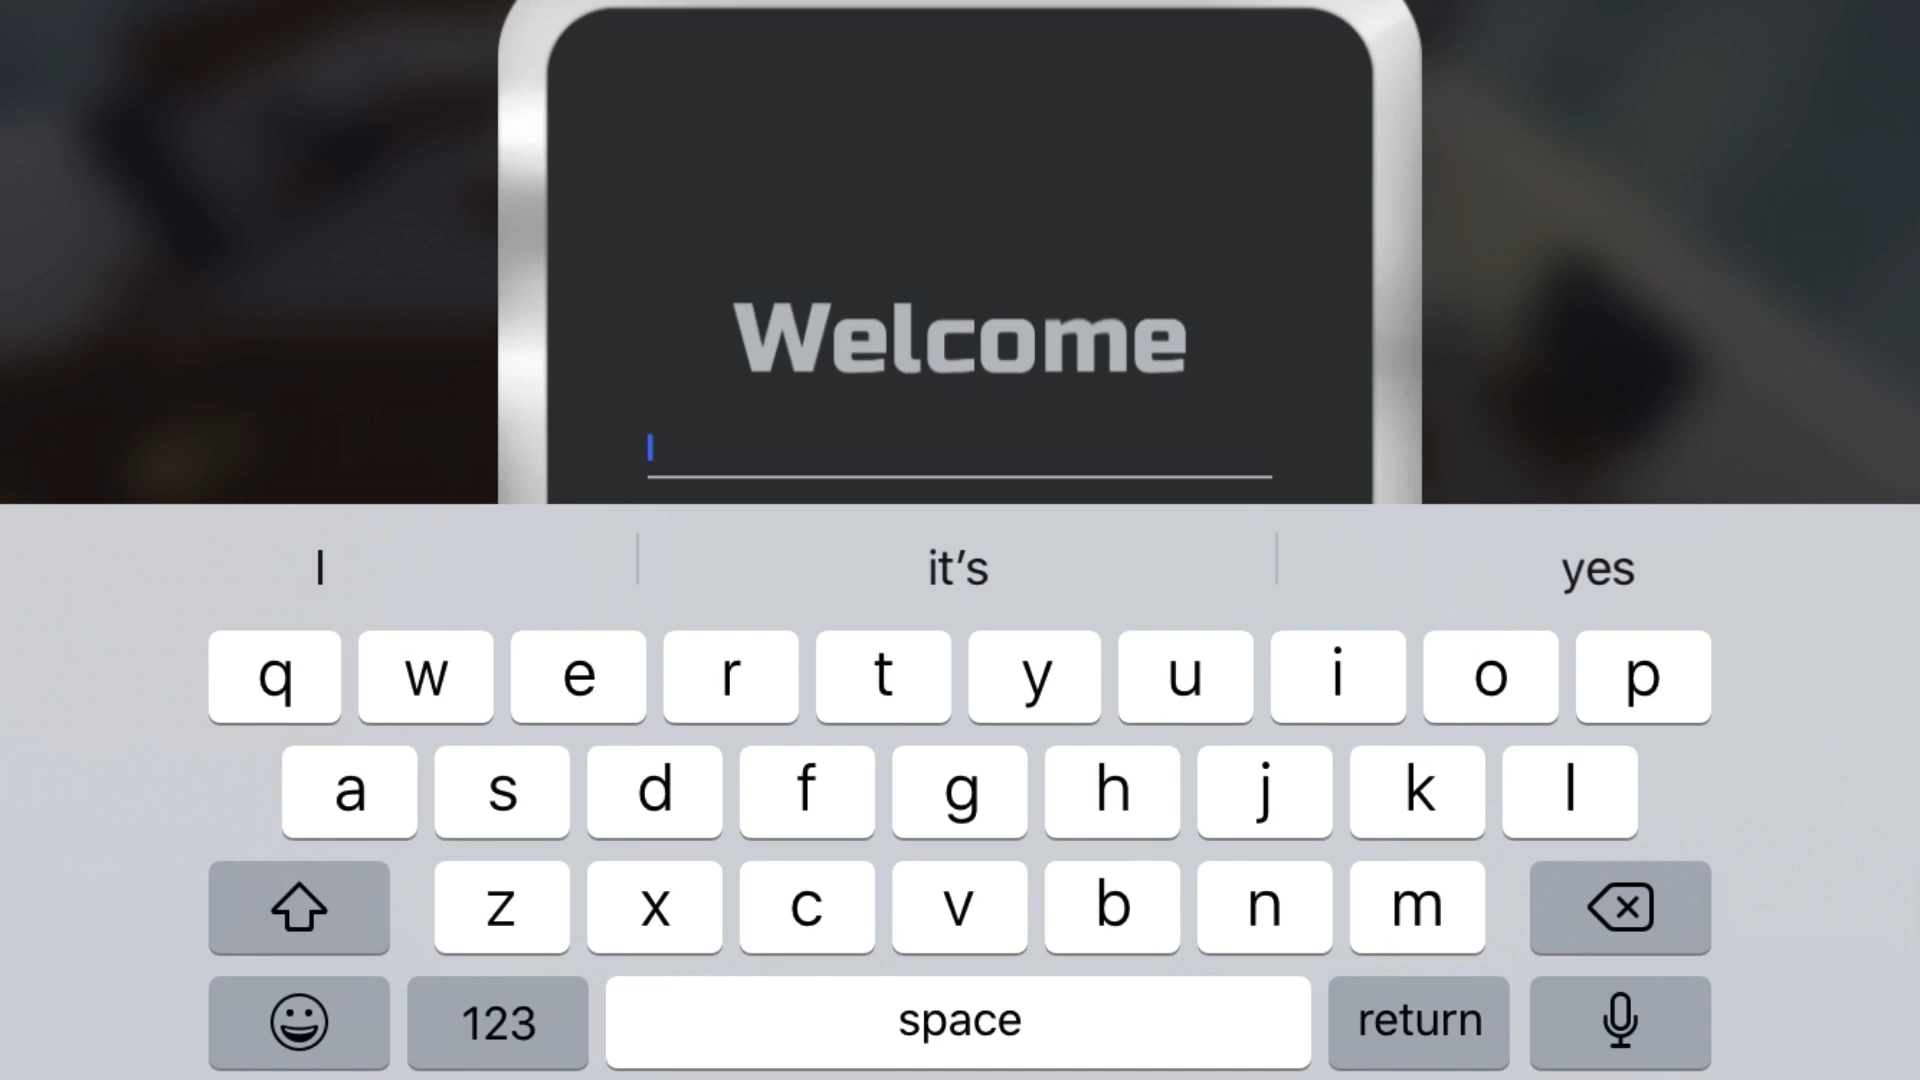 Welcome
I it’s yes
q w e r t y u i o p
a s d f g h j k l
z x c v b n m
123 space return